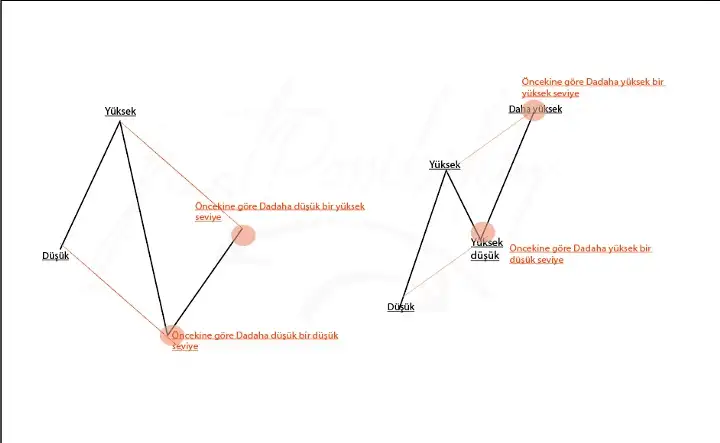 Yüksek
Öncekine göre Dadaha düşük bir yüksek
seviye
Düşük
Öncekine göre Dadaha düşük bir düşük
seviye
Öncekine göre Dadaha yüksek bir
yüksek seviye
Daha yüksek
Yüksek
Yüksek
düşük
Öncekine göre Dadaha yüksek bir
düşük seviye
Düşük